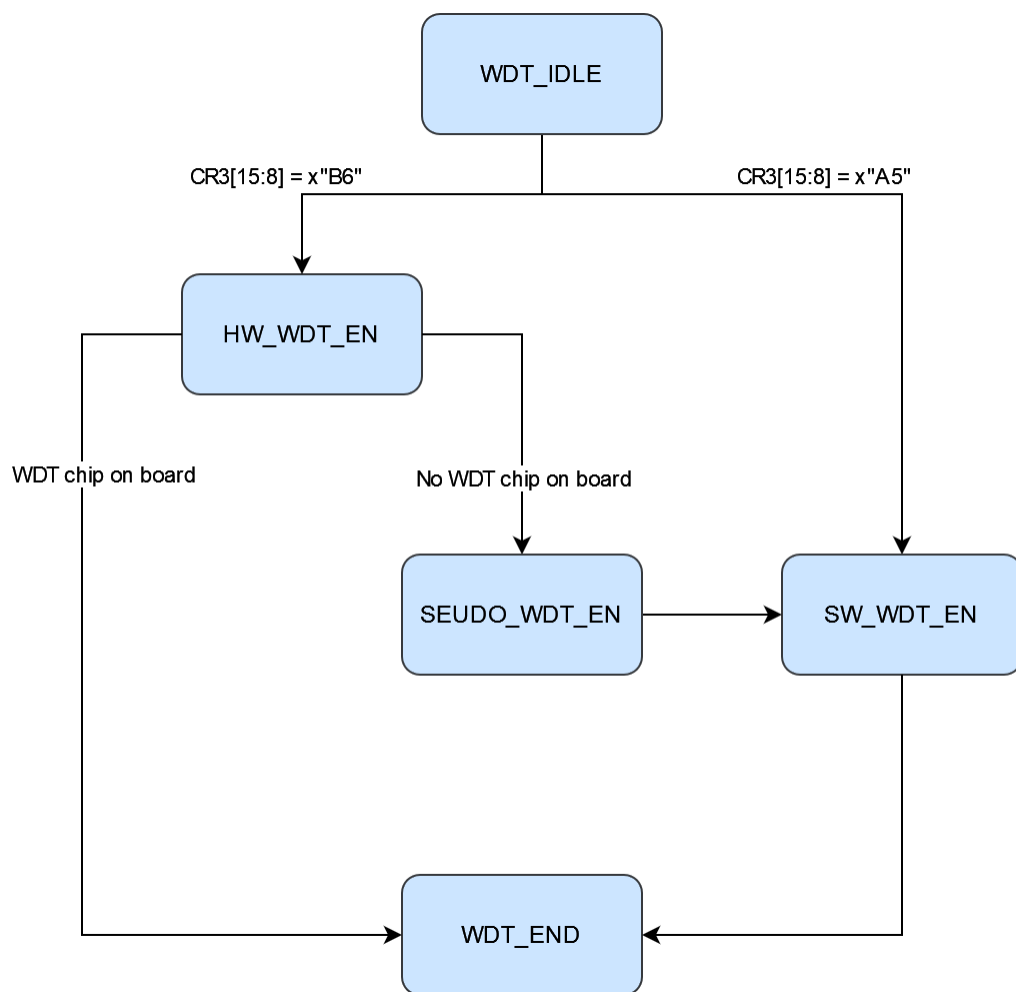 WDT_IDLE
CR3[15:8] = x"B6"
CR3[15:8] = x"A5"
HW_WDT_EN
WDT chip on board
No WDT chip on board
SEUDO_WDT_EN
SW_WDT_EN
WDT_END